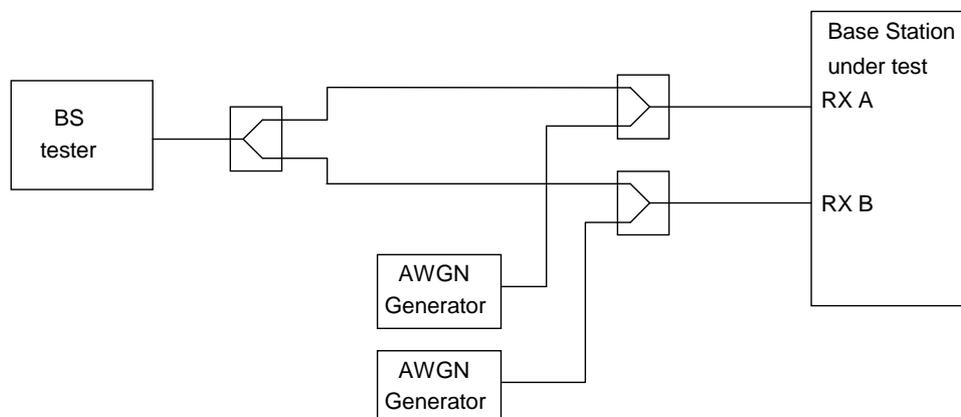 BS
tester
Base Station
under test
RX A
RX B
AWGN
Generator
AWGN
Generator